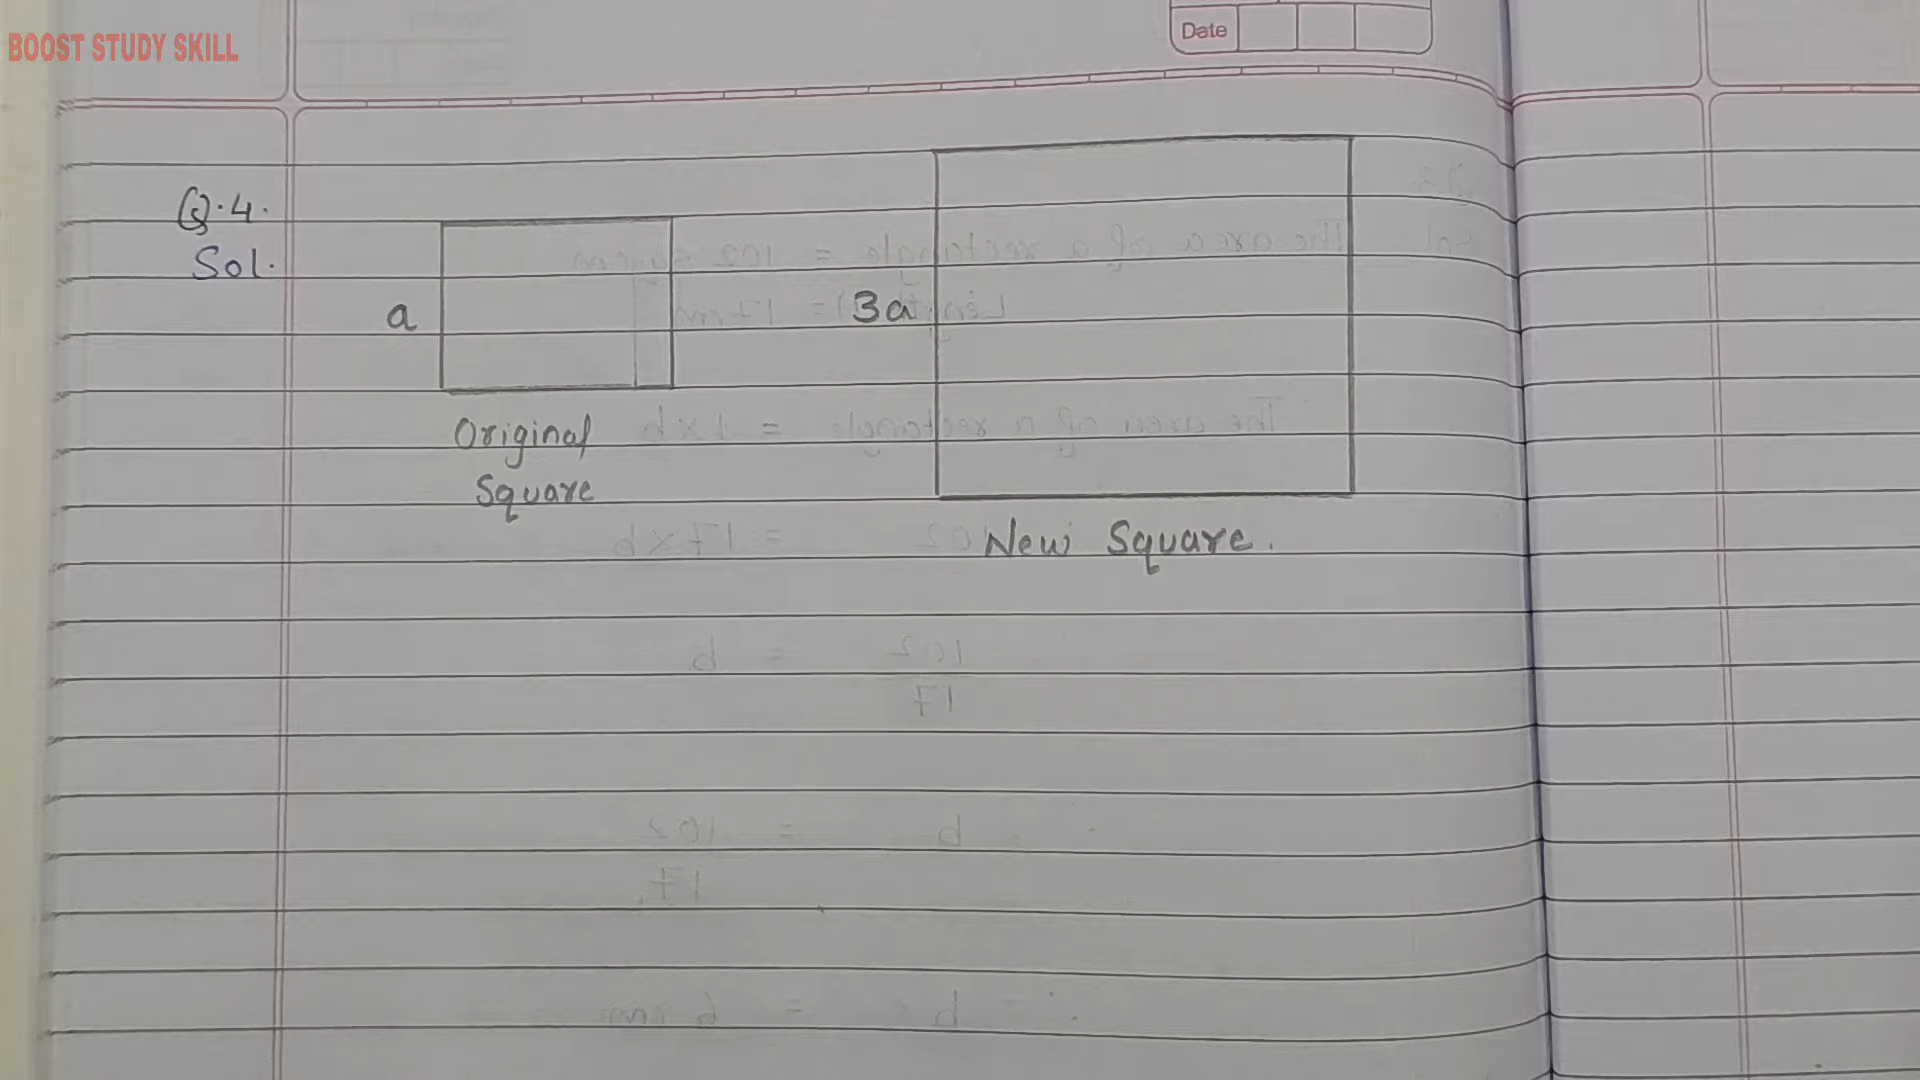 BOOST STUDY SKILL
Date
Q.4.
Sol.
a
3a
Original
Square
New Square.